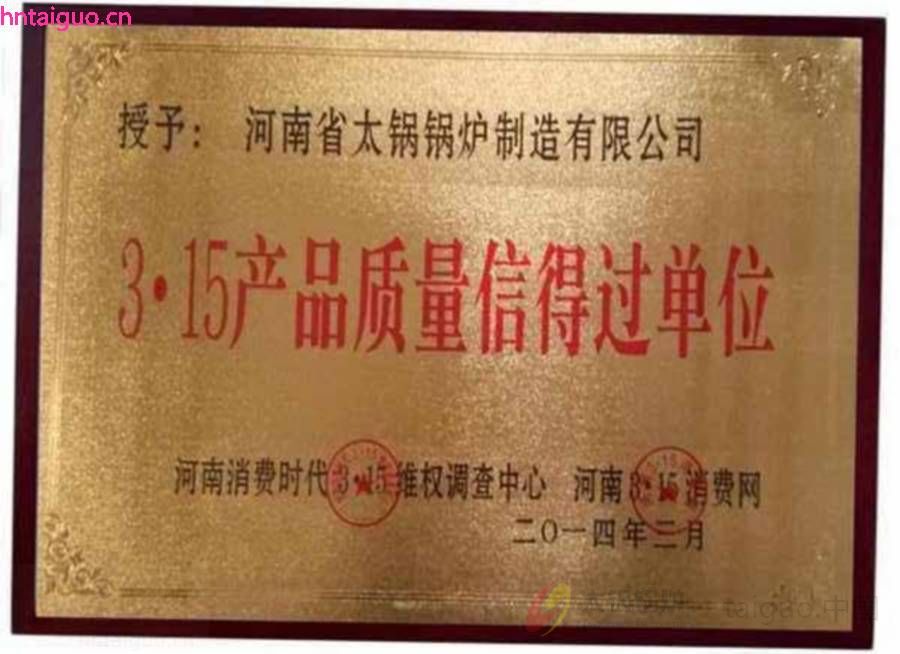 hntaiguo.cn
授予：河南省太锅锅炉制造有限公司
3·15产品质量信得过单位
河南消费时代3·15维权调查中心 河南3·15消费网
二〇一四年三月